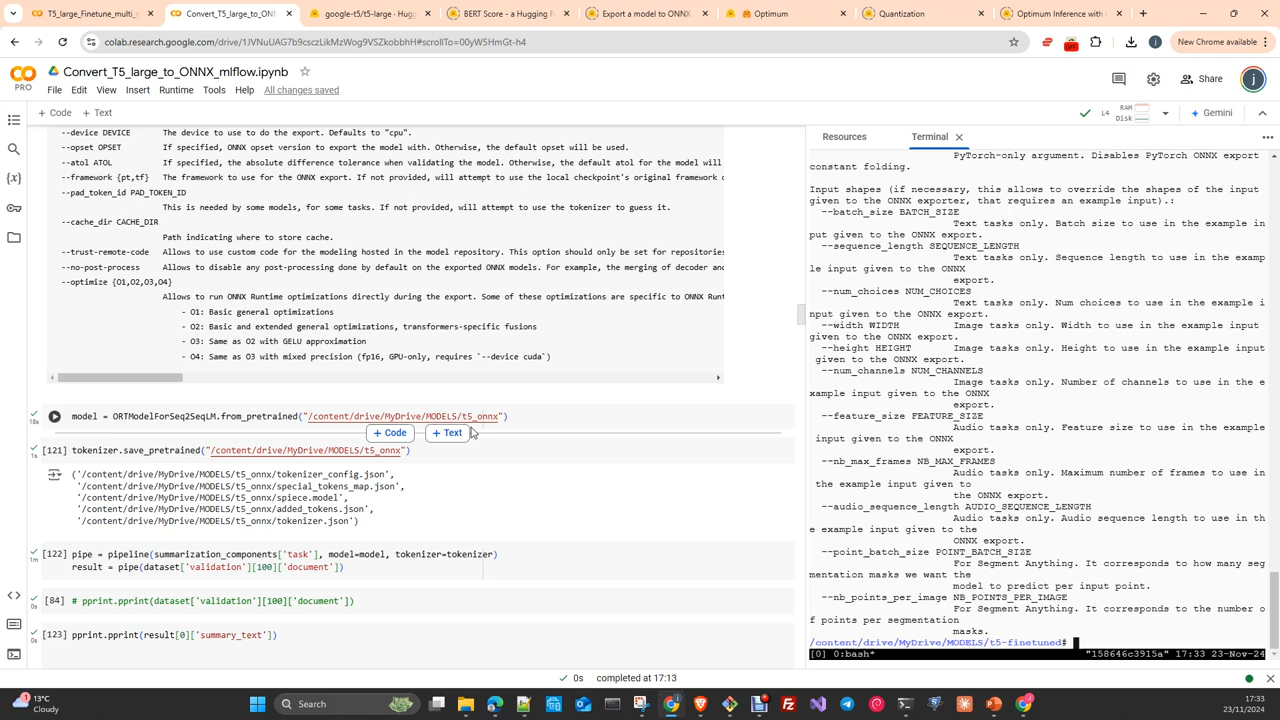 T5_large_Finetune_multi_
Convert_T5_large_to_ONN
google-t5/t5-large · Hugg
BERT Score - a Hugging F
Export a model to ONNX
Optimum
Quantization
Optimum Inference with
colab.research.google.com/drive/1JVNuUAG7b9csczLikMzWog9VSZkobbhH#scrollTo=00yW5HmGt-h4
OFF
New Chrome available
PRO
Convert_T5_large_to_ONNX_mlflow.ipynb
File Edit View Insert Runtime Tools Help All changes saved
Share
+ Code + Text
L4 RAM Disk Gemini
Resources Terminal
--device DEVICE The device to use to do the export. Defaults to "cpu".
--opset OPSET If specified, ONNX opset version to export the model with. Otherwise, the default opset will be used.
--atol ATOL If specified, the absolute difference tolerance when validating the model. Otherwise, the default atol for the model will
--framework {pt,tf} The framework to use for the ONNX export. If not provided, will attempt to use the local checkpoint's original framework
--pad_token_id PAD_TOKEN_ID
This is needed by some models, for some tasks. If not provided, will attempt to use the tokenizer to guess it.
--cache_dir CACHE_DIR
Path indicating where to store cache.
--trust-remote-code Allows to use custom code for the modeling hosted in the model repository. This option should only be set for repositories
--no-post-process Allows to disable any post-processing done by default on the exported ONNX models. For example, the merging of decoder and
--optimize {O1,O2,O3,O4}
Allows to run ONNX Runtime optimizations directly during the export. Some of these optimizations are specific to ONNX Runt
- O1: Basic general optimizations
- O2: Basic and extended general optimizations, transformers-specific fusions
- O3: Same as O2 with GELU approximation
- O4: Same as O3 with mixed precision (fp16, GPU-only, requires `--device cuda`)
18s model = ORTModelForSeq2SeqLM.from_pretrained("/content/drive/MyDrive/MODELS/t5_onnx")
+ Code + Text
1s [121] tokenizer.save_pretrained("/content/drive/MyDrive/MODELS/t5_onnx")
('/content/drive/MyDrive/MODELS/t5_onnx/tokenizer_config.json',
'/content/drive/MyDrive/MODELS/t5_onnx/special_tokens_map.json',
'/content/drive/MyDrive/MODELS/t5_onnx/spiece.model',
'/content/drive/MyDrive/MODELS/t5_onnx/added_tokens.json',
'/content/drive/MyDrive/MODELS/t5_onnx/tokenizer.json')
1m [122] pipe = pipeline(summarization_components['task'], model=model, tokenizer=tokenizer)
result = pipe(dataset['validation'][100]['document'])
0s [84] # pprint.pprint(dataset['validation'][100]['document'])
0s [123] pprint.pprint(result[0]['summary_text'])
PyTorch-only argument. Disables PyTorch ONNX export
constant folding.
Input shapes (if necessary, this allows to override the shapes of the input
given to the ONNX exporter, that requires an example input).:
--batch_size BATCH_SIZE
Text tasks only. Batch size to use in the example in
put given to the ONNX export.
--sequence_length SEQUENCE_LENGTH
Text tasks only. Sequence length to use in the examp
le input given to the ONNX
export.
--num_choices NUM_CHOICES
Text tasks only. Num choices to use in the example i
nput given to the ONNX export.
--width WIDTH Image tasks only. Width to use in the example input
given to the ONNX export.
--height HEIGHT Image tasks only. Height to use in the example input
given to the ONNX export.
--num_channels NUM_CHANNELS
Image tasks only. Number of channels to use in the e
xample input given to the ONNX
export.
--feature_size FEATURE_SIZE
Audio tasks only. Feature size to use in the example
input given to the ONNX
export.
--nb_max_frames NB_MAX_FRAMES
Audio tasks only. Maximum number of frames to use in
the example input given to
the ONNX export.
--audio_sequence_length AUDIO_SEQUENCE_LENGTH
Audio tasks only. Audio sequence length to use in th
e example input given to the
ONNX export.
--point_batch_size POINT_BATCH_SIZE
For Segment Anything. It corresponds to how many seg
mentation masks we want the
model to predict per input point.
--nb_points_per_image NB_POINTS_PER_IMAGE
For Segment Anything. It corresponds to the number o
f points per segmentation
masks.
/content/drive/MyDrive/MODELS/t5-finetuned#
[0] 0:bash* "158646c3915a" 17:33 23-Nov-24
0s completed at 17:13
13°C
Cloudy
Search
17:33
23/11/2024